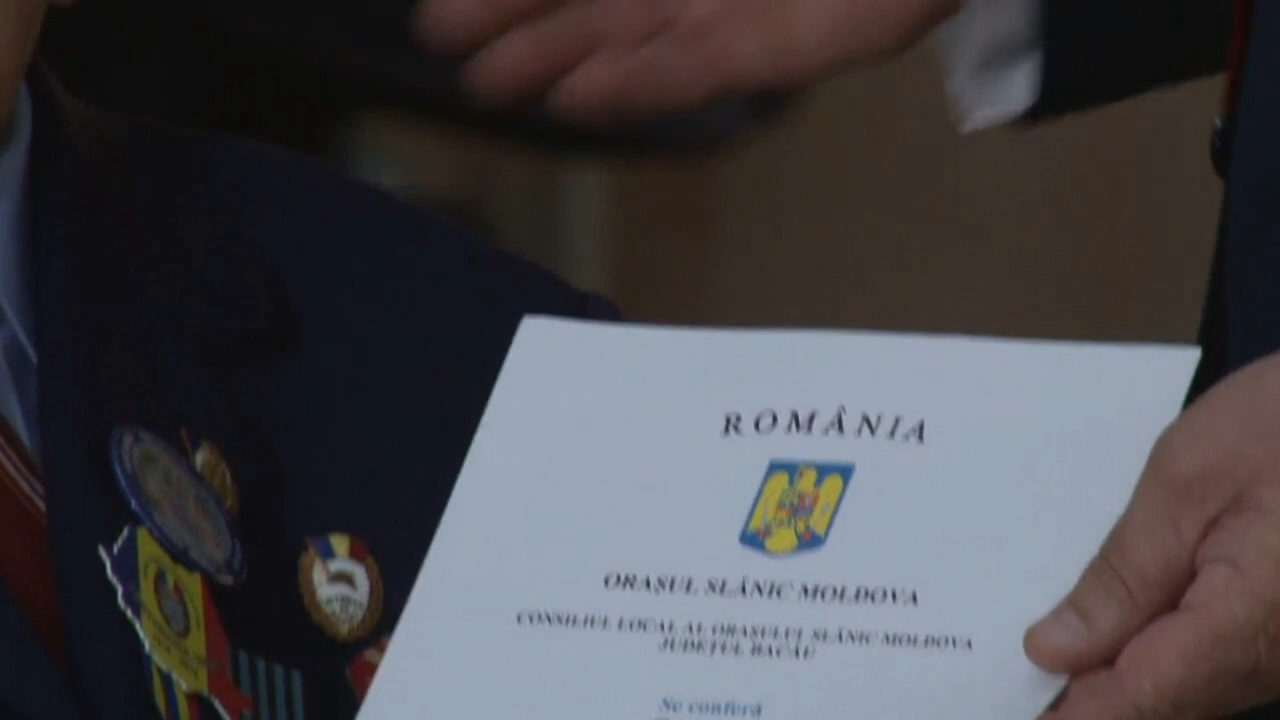 ROMÂNIA
ORAŞUL SLĂNIC MOLDOVA
CONSILIUL LOCAL AL ORAŞULUI SLĂNIC MOLDOVA
JUDEŢUL BACĂU
Se conferă